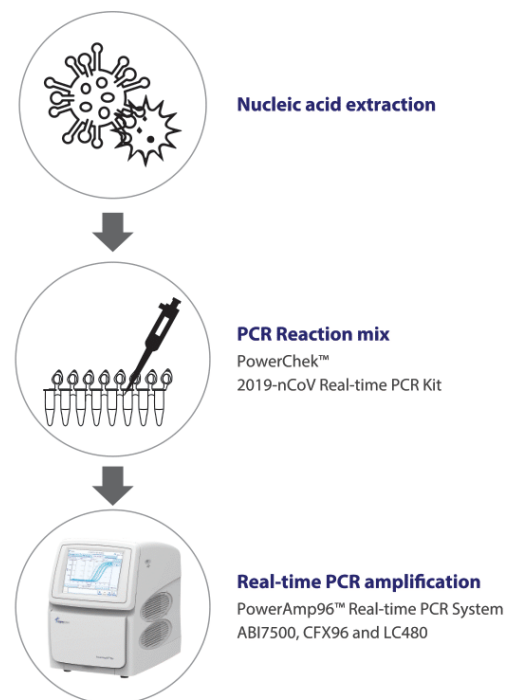 Nucleic acid extraction
PCR Reaction mix
PowerChek™
2019-nCoV Real-time PCR Kit
Real-time PCR amplification
PowerAmp96™ Real-time PCR System
ABI7500, CFX96 and LC480